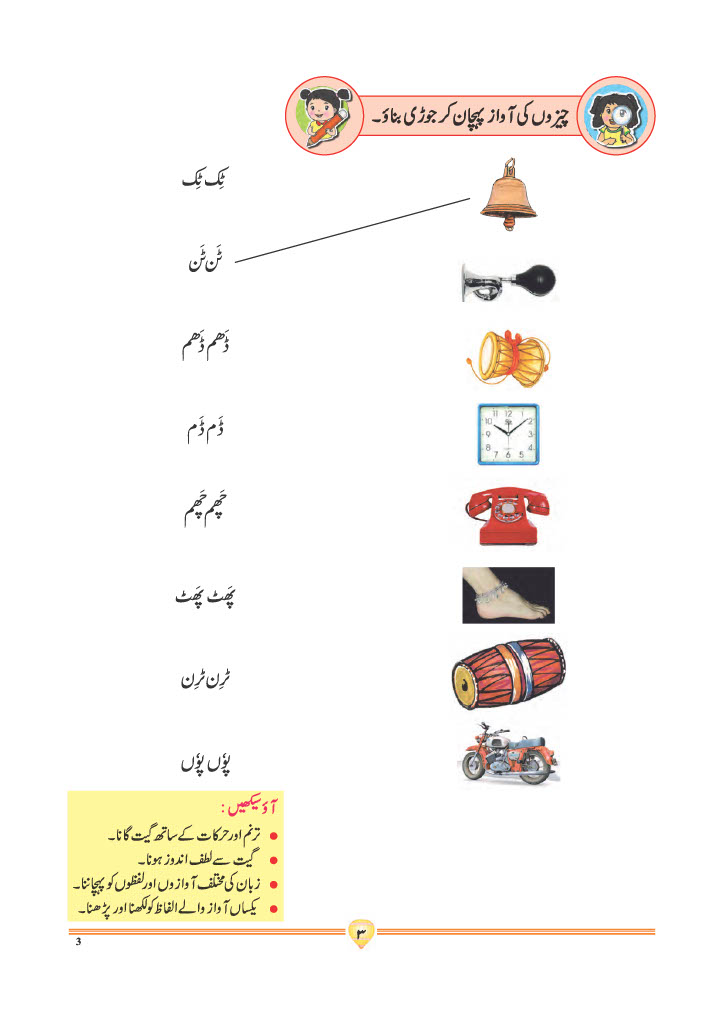 چیزوں کی آواز پہچان کر جوڑی بناؤ۔
ٹِک ٹِک
ٹَن ٹَن
ڈَھم ڈَھم
ڈَم ڈَم
چَھم چَھم
پَھٹ پَھٹ
ٹرِن ٹرِن
پوٗں پوٗں
آؤ سیکھیں :
● ترنم اور حرکات کے ساتھ گیت گانا۔
● گیت سے لطف اندوز ہونا۔
● زبان کی مختلف آوازوں اور لفظوں کو پہچاننا۔
● یکساں آواز والے الفاظ کو لکھنا اور پڑھنا۔
۳
3